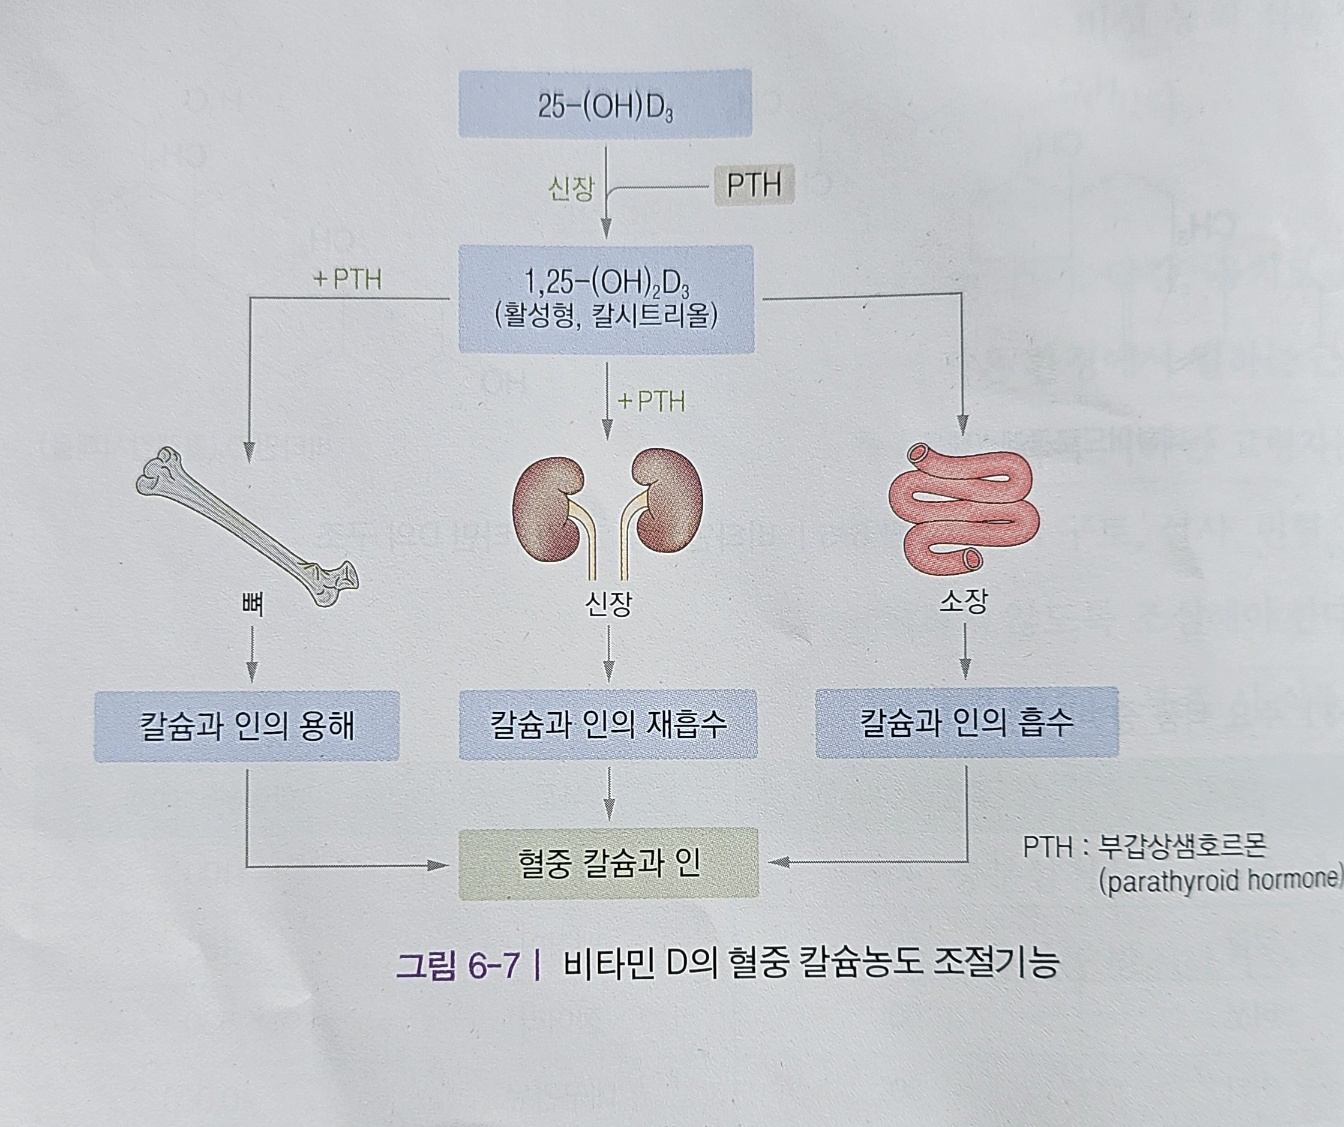 25-(OH)D₃
신장
PTH
+PTH
1,25-(OH)₂D₃
(활성형, 칼시트리올)
+PTH
뼈
신장
소장
칼슘과 인의 용해
칼슘과 인의 재흡수
칼슘과 인의 흡수
혈중 칼슘과 인
PTH : 부갑상샘호르몬
(parathyroid hormone)
그림 6-7 | 비타민 D의 혈중 칼슘농도 조절기능